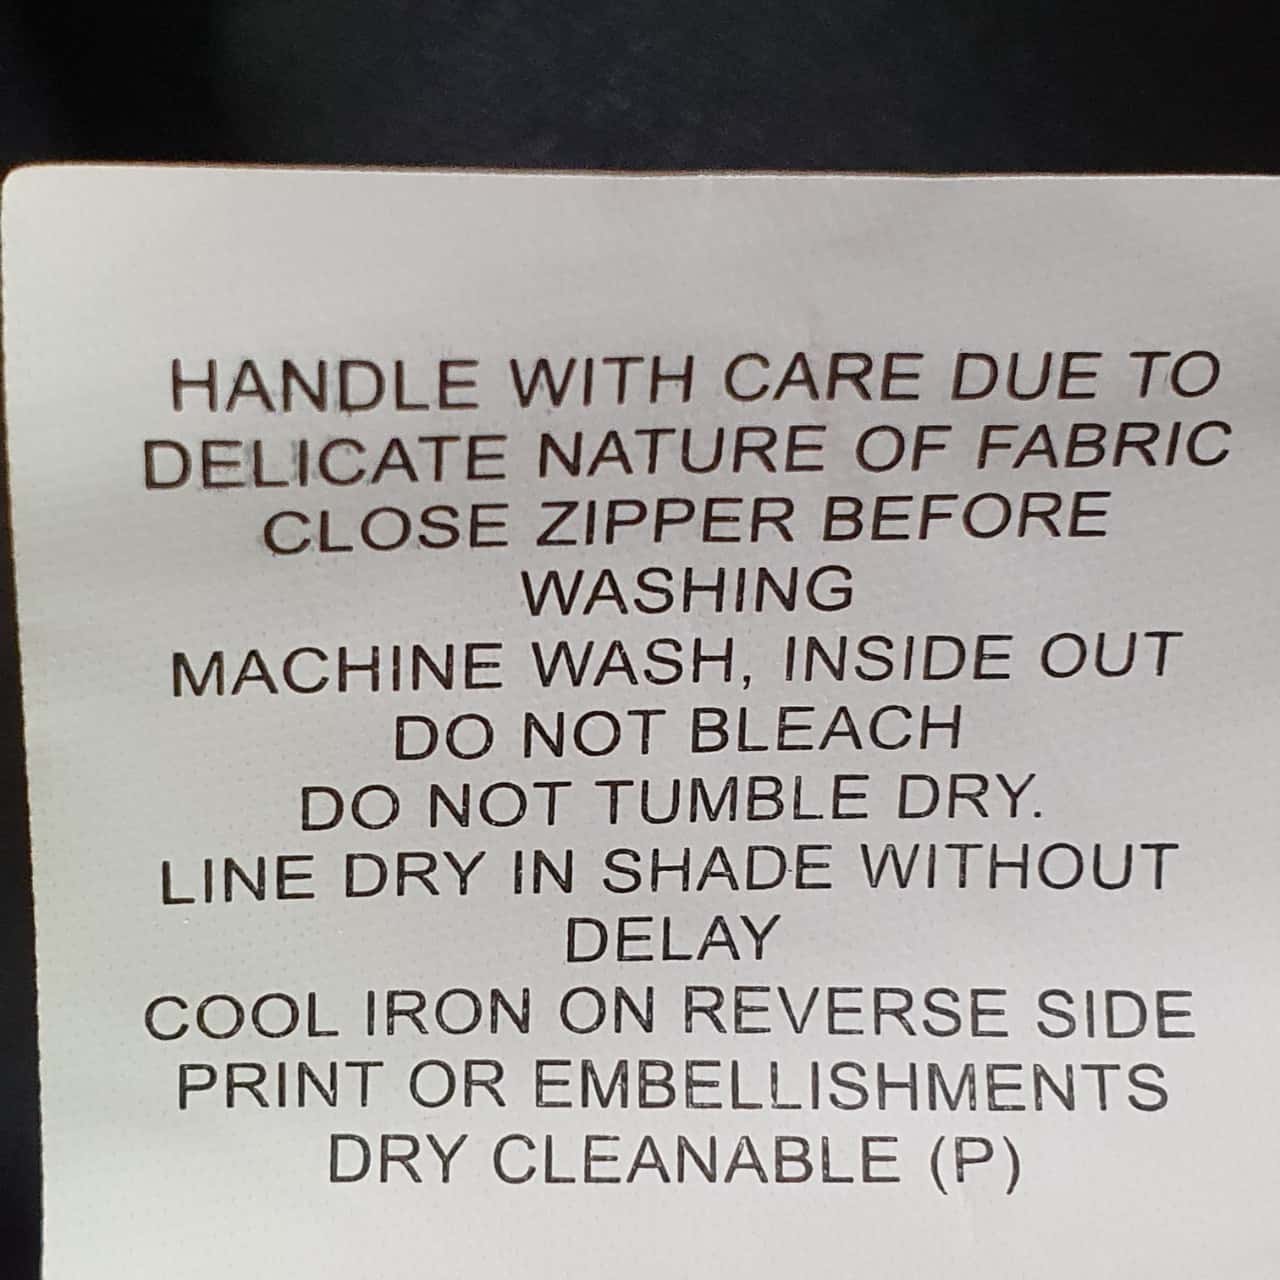 HANDLE WITH CARE DUE TO
DELICATE NATURE OF FABRIC
CLOSE ZIPPER BEFORE
WASHING
MACHINE WASH, INSIDE OUT
DO NOT BLEACH
DO NOT TUMBLE DRY.
LINE DRY IN SHADE WITHOUT
DELAY
COOL IRON ON REVERSE SIDE
PRINT OR EMBELLISHMENTS
DRY CLEANABLE (P)